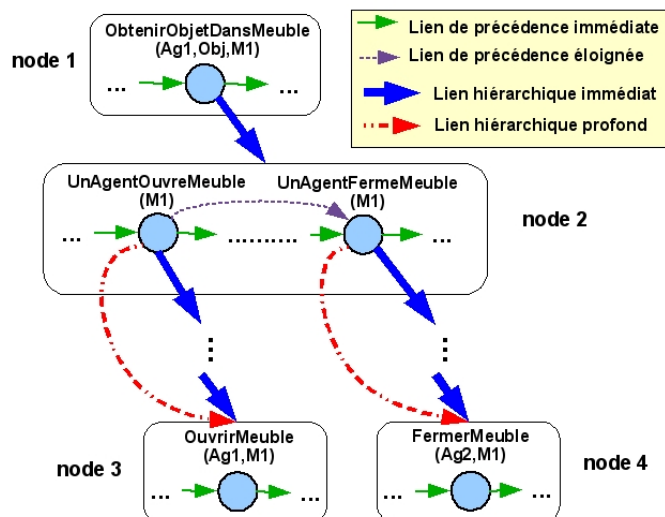 ObtenirObjetDansMeuble
(Ag1,Obj,M1)
node 1
... ...
Lien de précédence immédiate
Lien de précédence éloignée
Lien hiérarchique immédiat
Lien hiérarchique profond
UnAgentOuvreMeuble UnAgentFermeMeuble
(M1) (M1)
node 2
... .......... ...
OuvrirMeuble
(Ag1,M1)
node 3
... ...
FermerMeuble
(Ag2,M1)
node 4
... ...